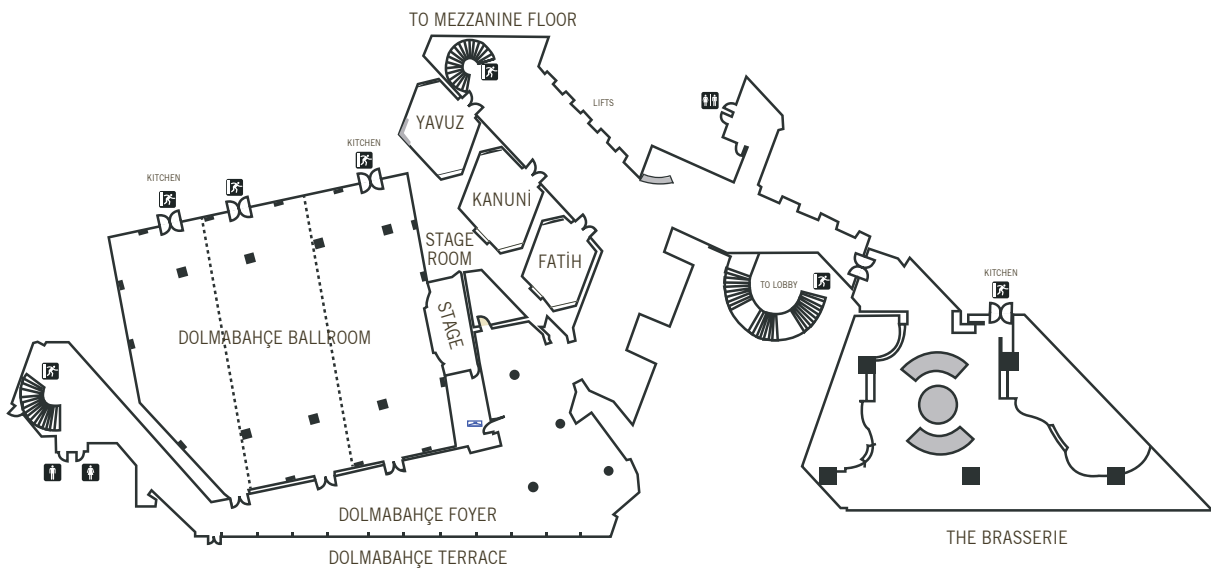 TO MEZZANINE FLOOR
LIFTS
YAVUZ
KITCHEN
KITCHEN
KANUNİ
STAGE
ROOM
FATİH
KITCHEN
TO LOBBY
STAGE
DOLMABAHÇE BALLROOM
DOLMABAHÇE FOYER
THE BRASSERIE
DOLMABAHÇE TERRACE